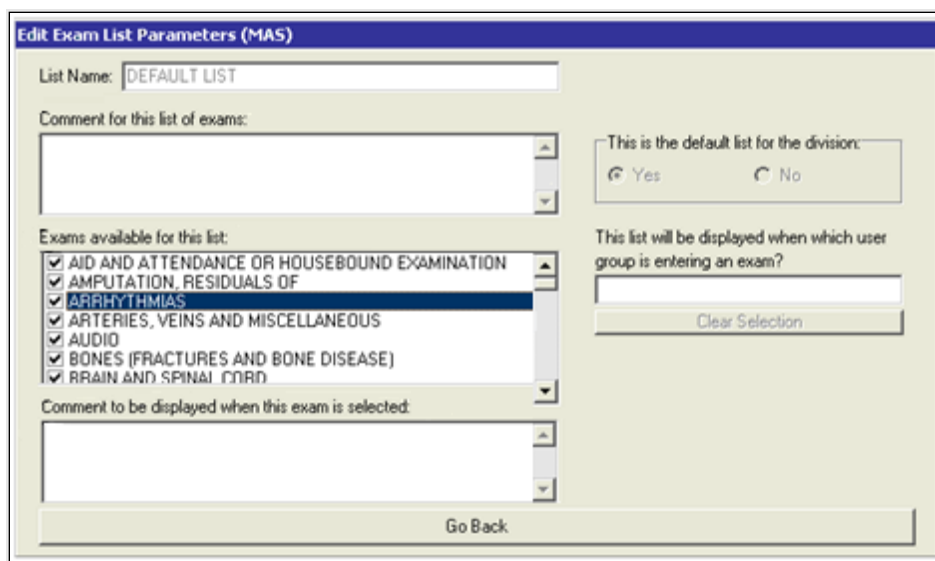 Edit Exam List Parameters (MAS)
List Name: DEFAULT LIST
Comment for this list of exams:
This is the default list for the division:
Yes No
Exams available for this list:
AID AND ATTENDANCE OR HOUSEBOUND EXAMINATION
AMPUTATION, RESIDUALS OF
ARRHYTHMIAS
ARTERIES, VEINS AND MISCELLANEOUS
AUDIO
BONES (FRACTURES AND BONE DISEASE)
BRAIN AND SPINAL CORD
This list will be displayed when which user
group is entering an exam?
Clear Selection
Comment to be displayed when this exam is selected:
Go Back